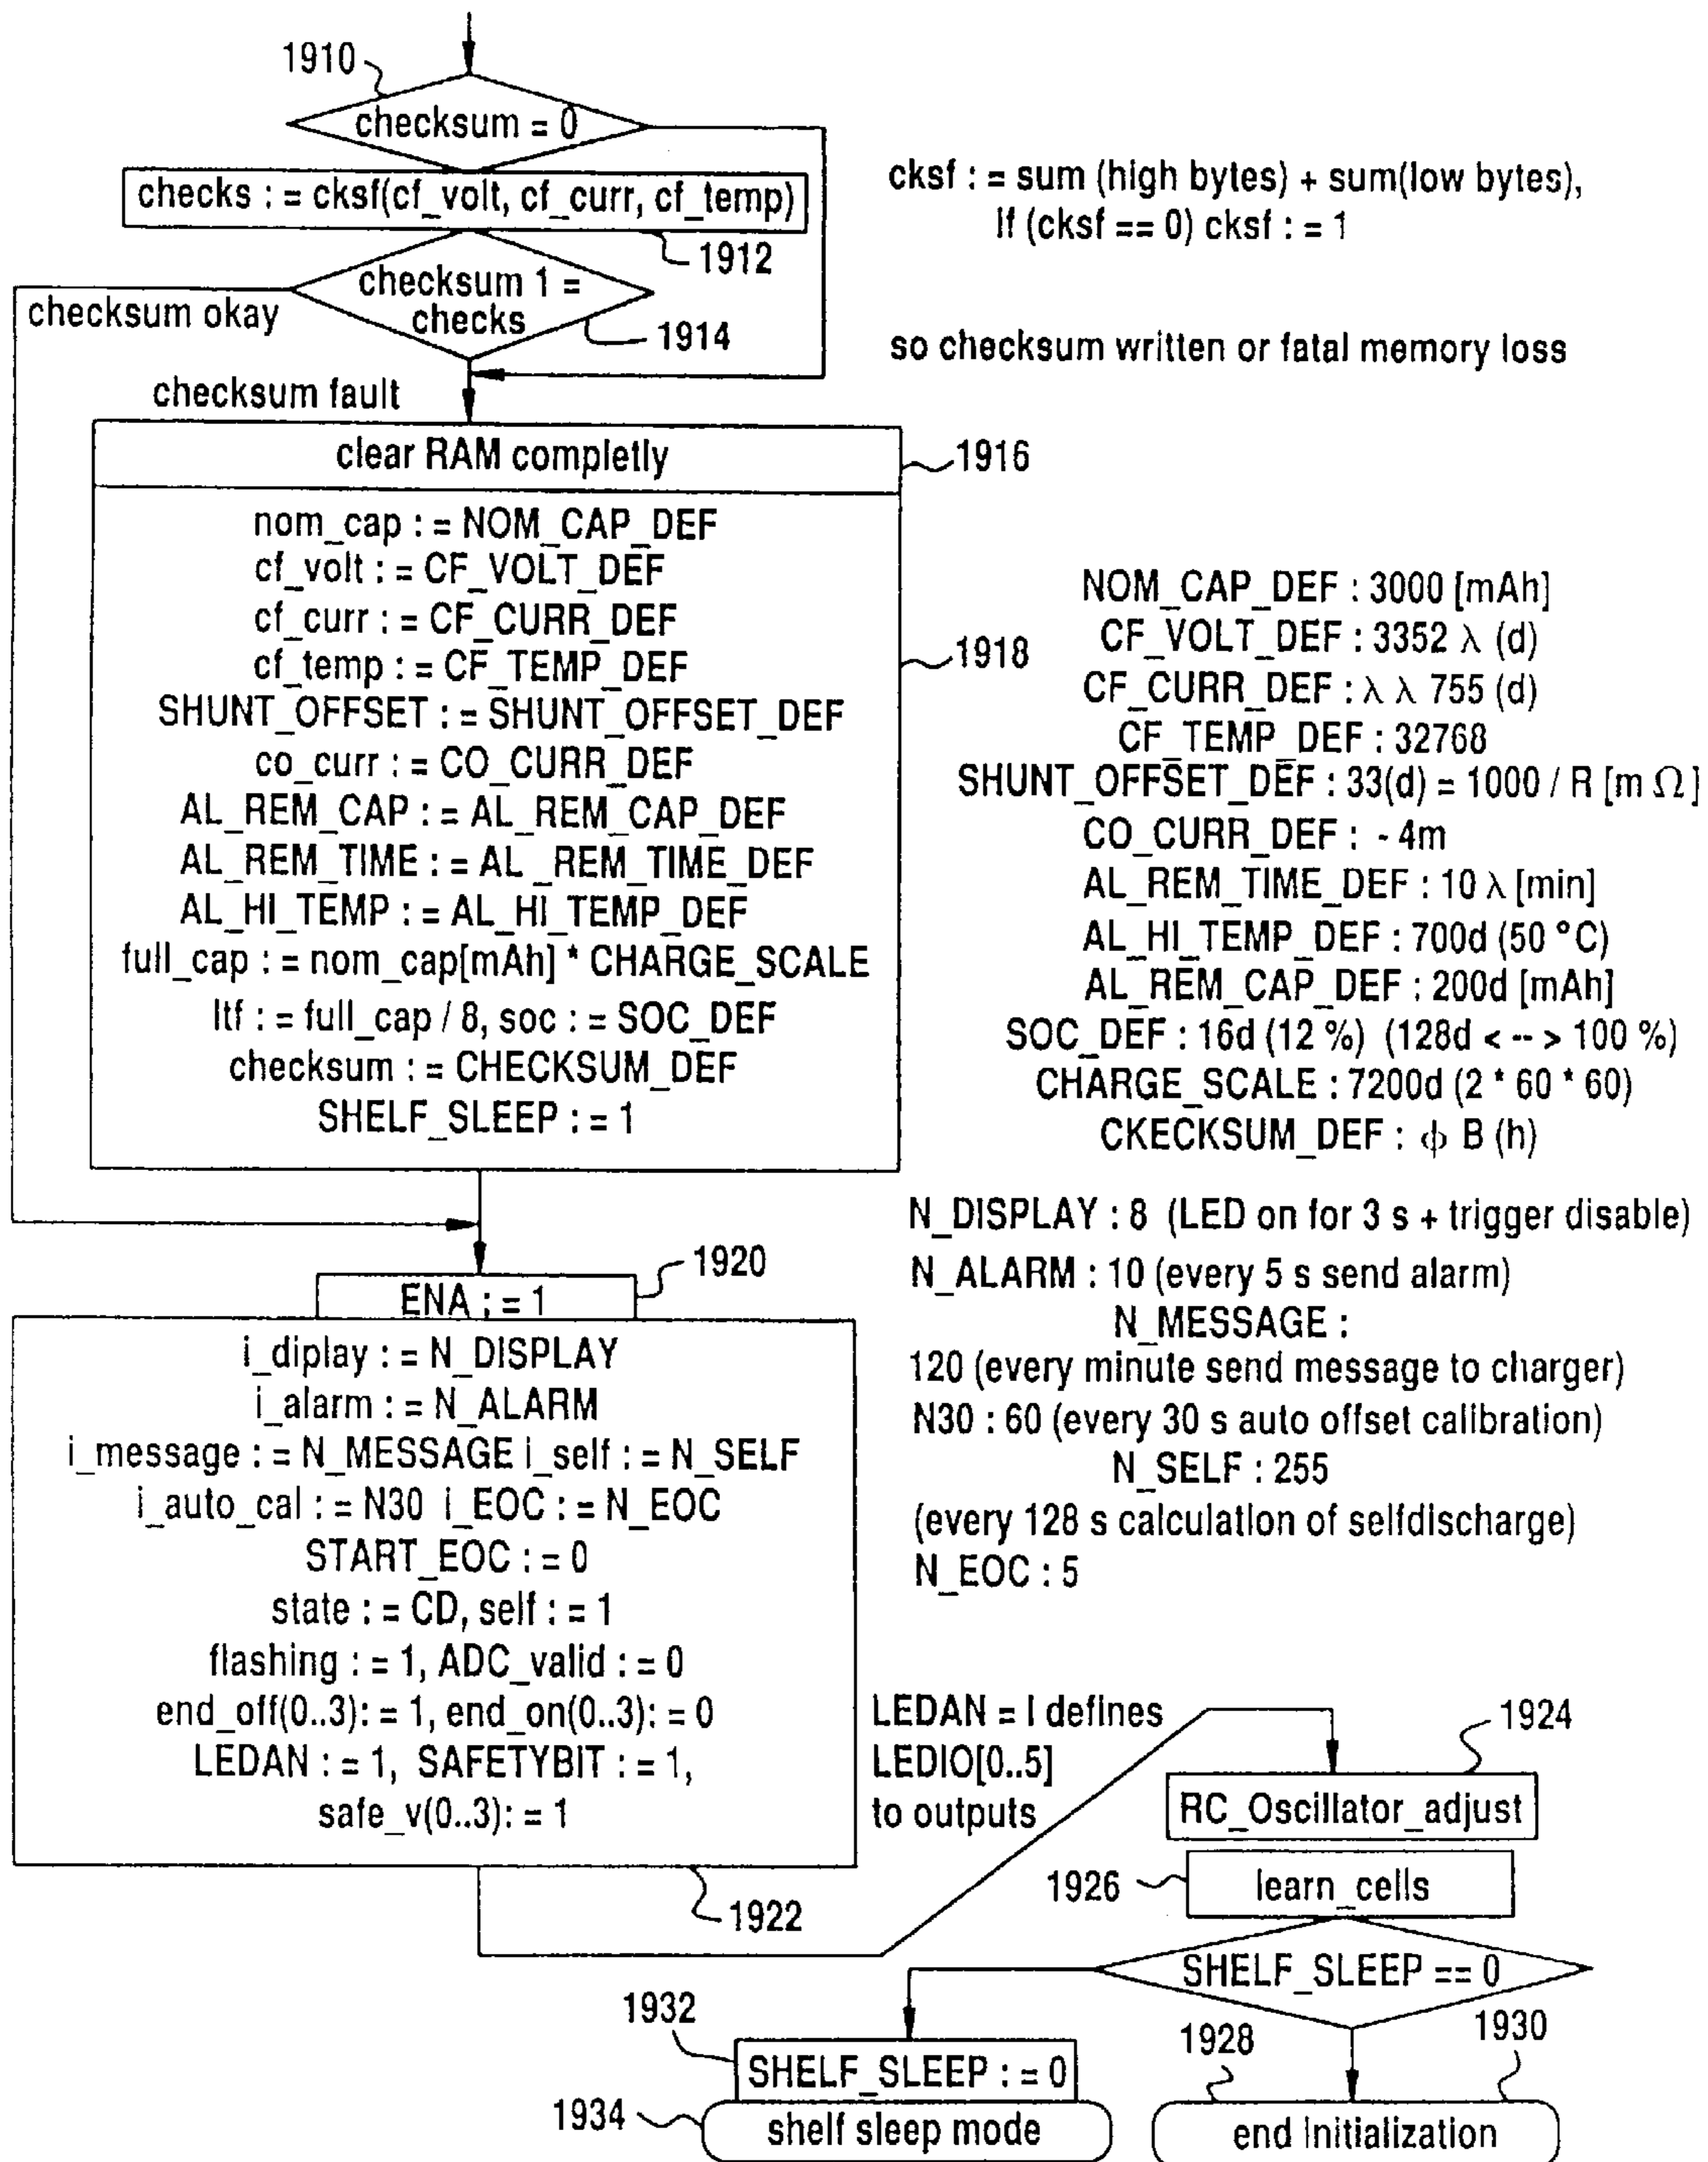 1910
checksum = 0
checks : = cksf(cf_volt, cf_curr, cf_temp)
1912
cksf : = sum (high bytes) + sum(low bytes),
If (cksf == 0) cksf : = 1
checksum 1 =
checks
1914
checksum okay
so checksum written or fatal memory loss
checksum fault
clear RAM completly
1916
nom_cap : = NOM_CAP_DEF
cf_volt : = CF_VOLT_DEF
cf_curr : = CF_CURR_DEF
cf_temp : = CF_TEMP_DEF
SHUNT_OFFSET : = SHUNT_OFFSET_DEF
co_curr : = CO_CURR_DEF
AL_REM_CAP : = AL_REM_CAP_DEF
AL_REM_TIME : = AL_REM_TIME_DEF
AL_HI_TEMP : = AL_HI_TEMP_DEF
full_cap : = nom_cap[mAh] * CHARGE_SCALE
ltf : = full_cap / 8, soc : = SOC_DEF
checksum : = CHECKSUM_DEF
SHELF_SLEEP : = 1
1918
NOM_CAP_DEF : 3000 [mAh]
CF_VOLT_DEF : 3352 λ (d)
CF_CURR_DEF : λ λ 755 (d)
CF_TEMP_DEF : 32768
SHUNT_OFFSET_DEF : 33(d) = 1000 / R [m Ω]
CO_CURR_DEF : - 4m
AL_REM_TIME_DEF : 10 λ [min]
AL_HI_TEMP_DEF : 700d (50 °C)
AL_REM_CAP_DEF : 200d [mAh]
SOC_DEF : 16d (12 %) (128d < -- > 100 %)
CHARGE_SCALE : 7200d (2 * 60 * 60)
CKECKSUM_DEF : ϕ B (h)
N_DISPLAY : 8 (LED on for 3 s + trigger disable)
N_ALARM : 10 (every 5 s send alarm)
N_MESSAGE :
120 (every minute send message to charger)
N30 : 60 (every 30 s auto offset calibration)
N_SELF : 255
(every 128 s calculation of selfdischarge)
N_EOC : 5
1920
ENA : = 1
i_diplay : = N_DISPLAY
i_alarm : = N_ALARM
i_message : = N_MESSAGE i_self : = N_SELF
i_auto_cal : = N30 i_EOC : = N_EOC
START_EOC : = 0
state : = CD, self : = 1
flashing : = 1, ADC_valid : = 0
end_off(0..3): = 1, end_on(0..3): = 0
LEDAN : = 1, SAFETYBIT : = 1,
safe_v(0..3): = 1
1922
LEDAN = I defines
LEDIO[0..5]
to outputs
1924
RC_Oscillator_adjust
1926
learn_cells
SHELF_SLEEP == 0
1932
SHELF_SLEEP : = 0
1934
shelf sleep mode
1928
1930
end Initialization